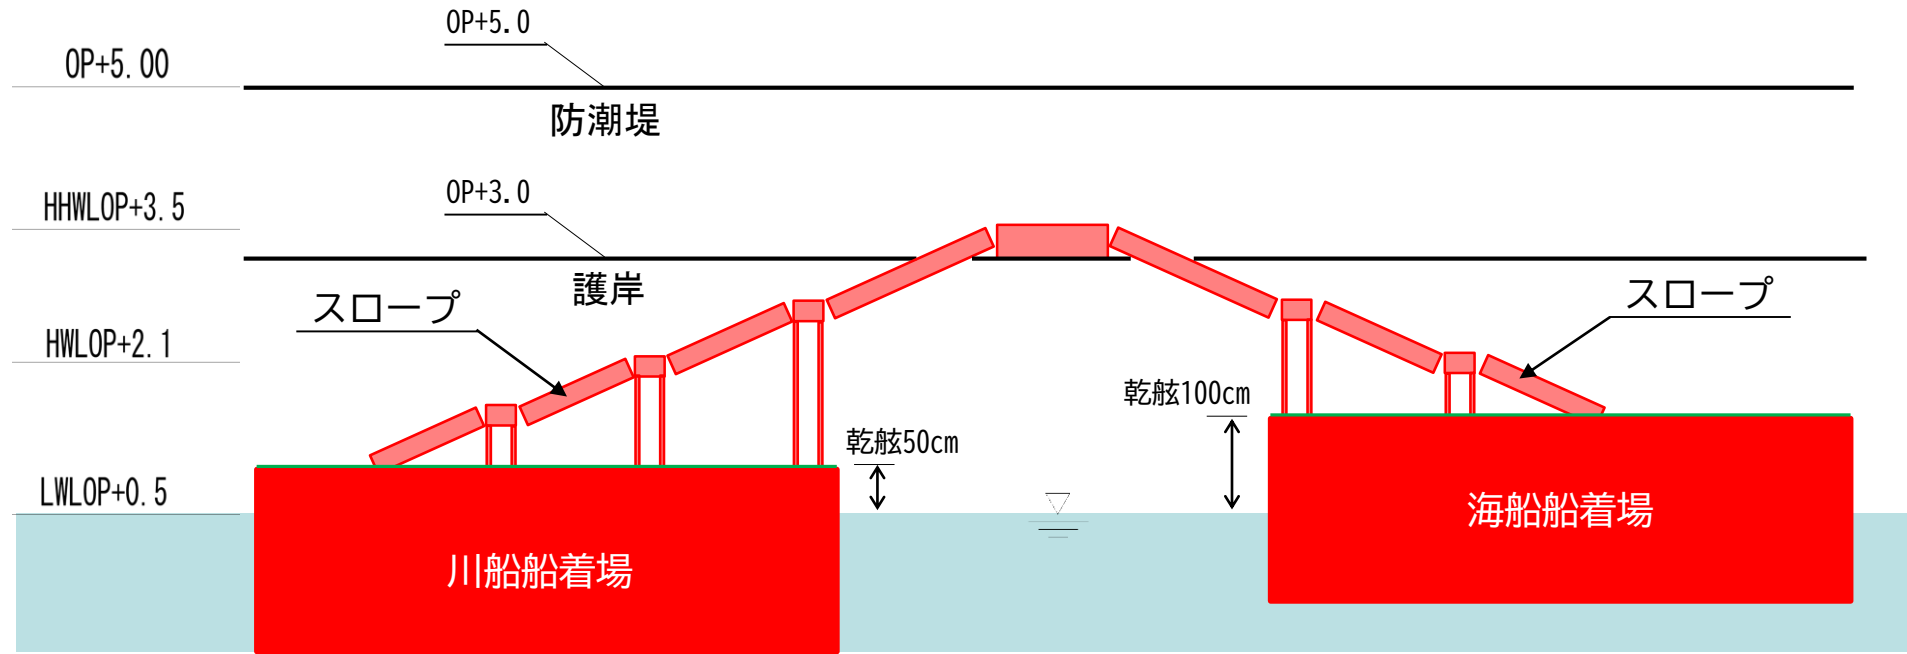 OP+5.0
OP+5.00
防潮堤
OP+3.0
HHWLOP+3.5
護岸
スロープ
スロープ
HWLOP+2.1
乾舷100cm
乾舷50cm
LWLOP+0.5
海船船着場
川船船着場